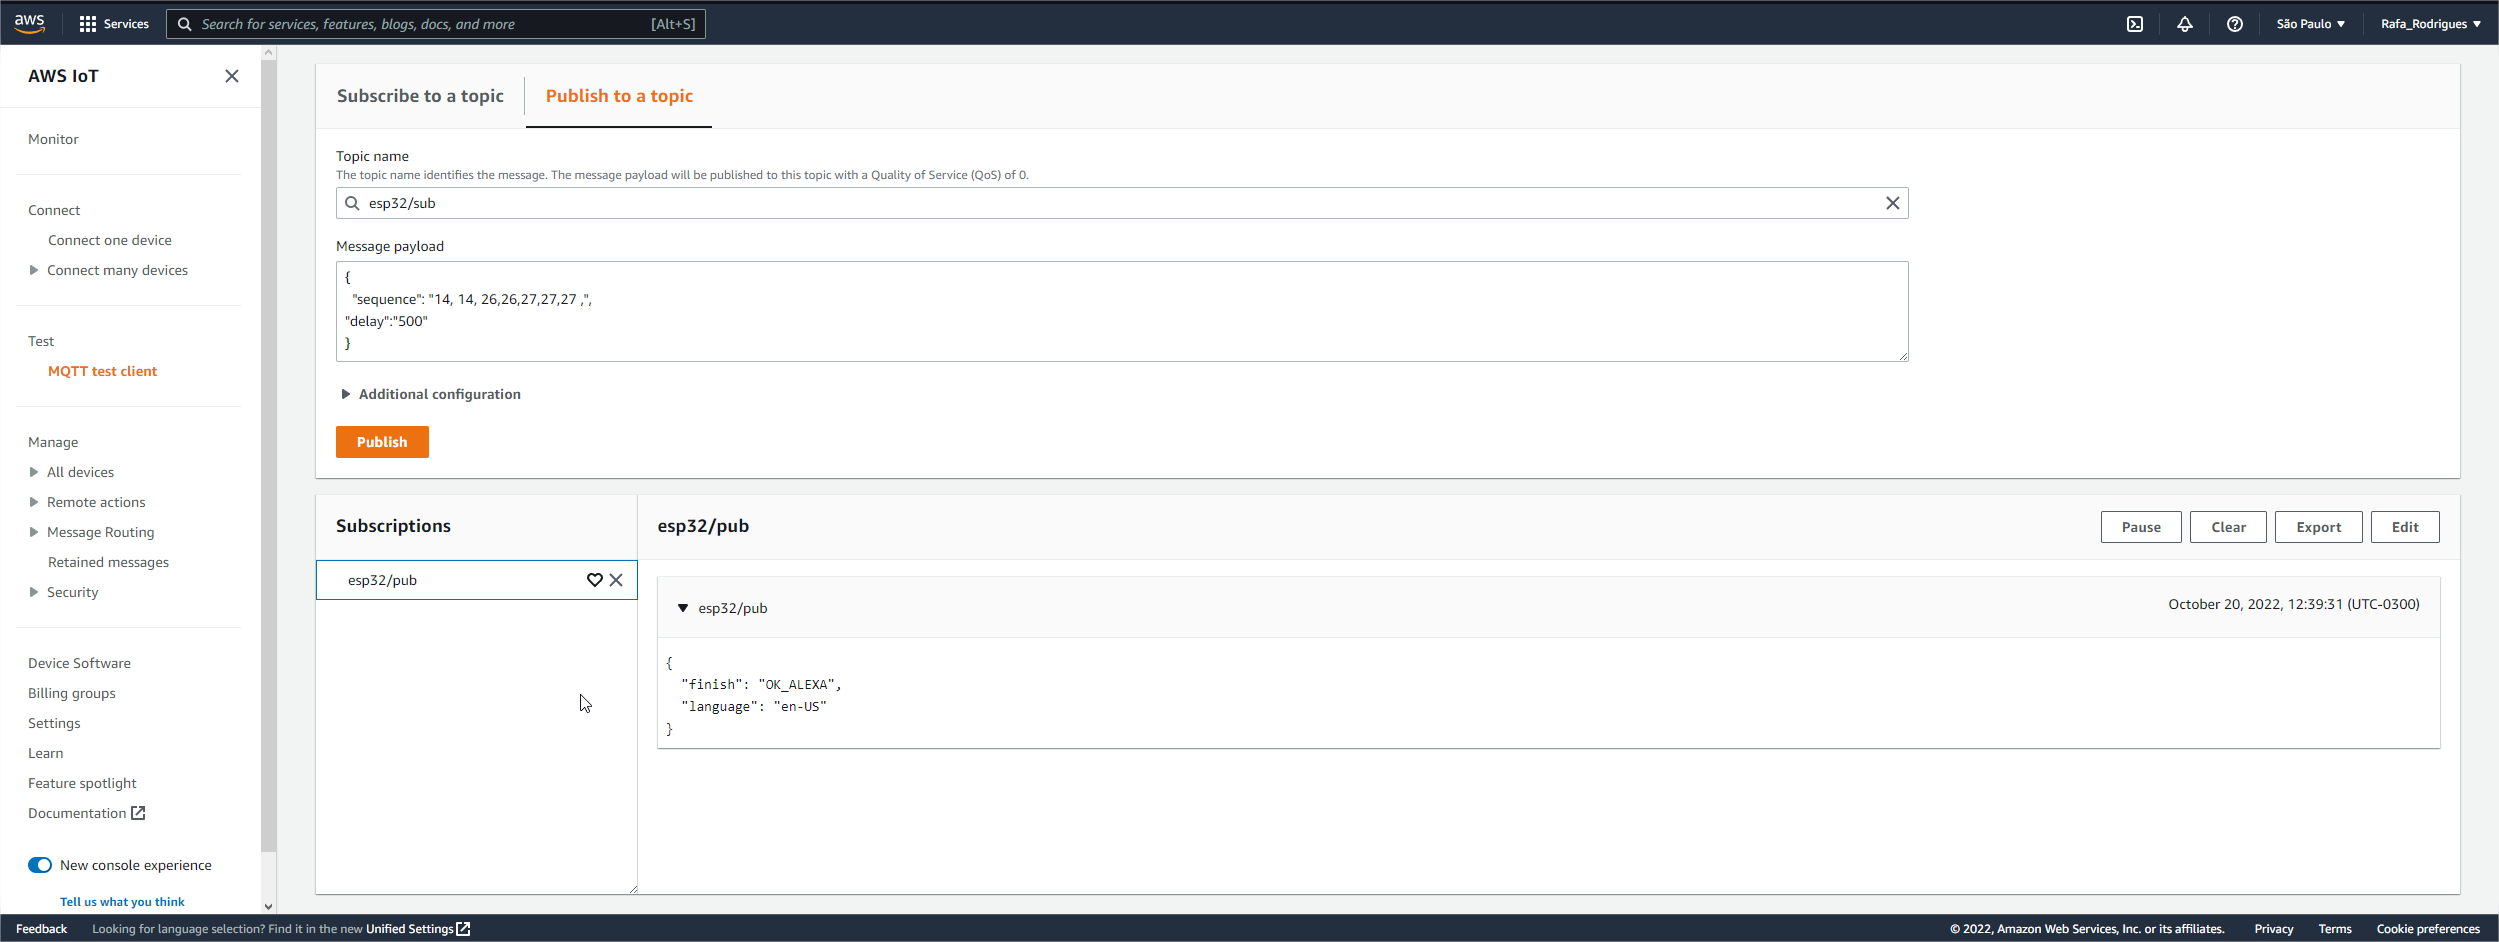 aws
Services
Search for services, features, blogs, docs, and more
[Alt+S]
São Paulo
Rafa_Rodrigues
AWS IoT
Monitor
Connect
Connect one device
Connect many devices
Test
MQTT test client
Manage
All devices
Remote actions
Message Routing
Retained messages
Security
Device Software
Billing groups
Settings
Learn
Feature spotlight
Documentation
New console experience
Tell us what you think
Subscribe to a topic
Publish to a topic
Topic name
The topic name identifies the message. The message payload will be published to this topic with a Quality of Service (QoS) of 0.
esp32/sub
Message payload
{
"sequence": "14, 14, 26,26,27,27,27 ,",
"delay":"500"
}
Additional configuration
Publish
Subscriptions
esp32/pub
esp32/pub
Pause
Clear
Export
Edit
esp32/pub
October 20, 2022, 12:39:31 (UTC-0300)
{
"finish": "OK_ALEXA",
"language": "en-US"
}
Feedback
Looking for language selection? Find it in the new Unified Settings
© 2022, Amazon Web Services, Inc. or its affiliates.
Privacy
Terms
Cookie preferences